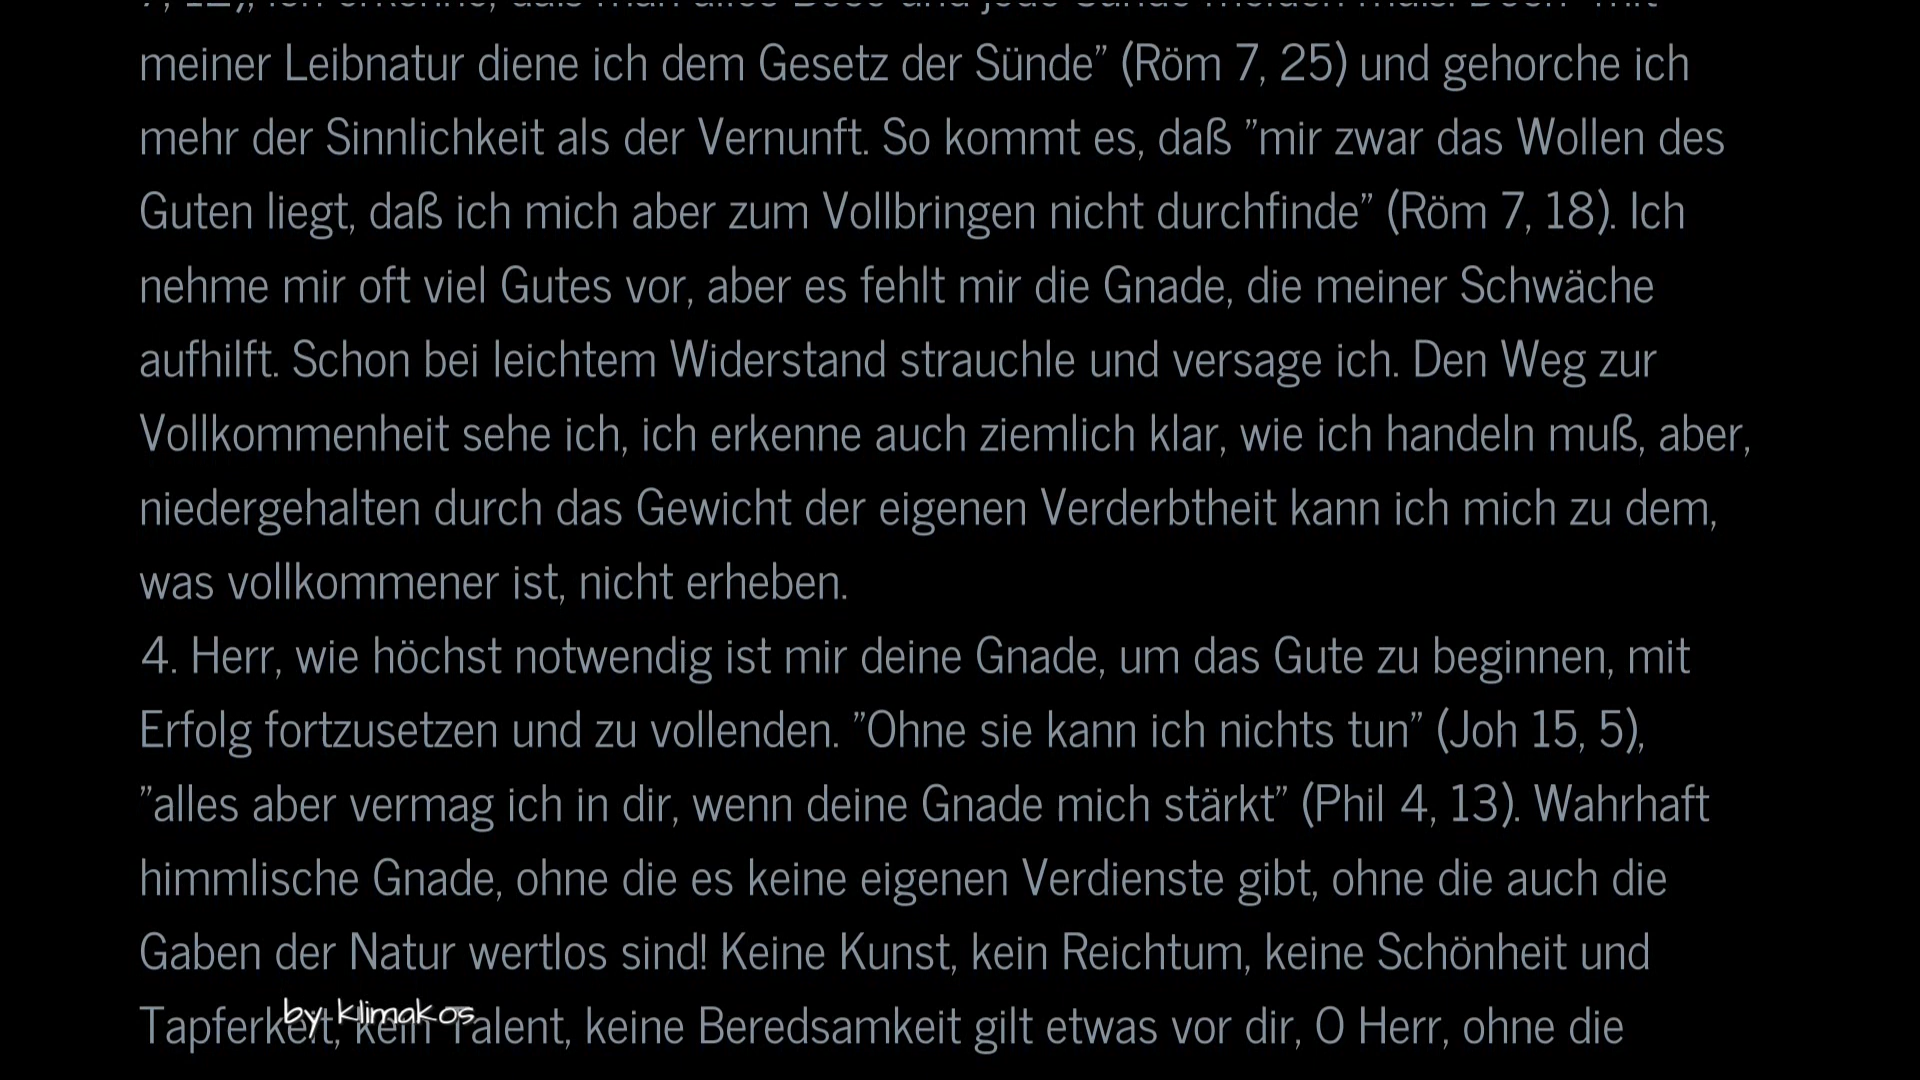 meiner Leibnatur diene ich dem Gesetz der Sünde” (Röm 7, 25) und gehorche ich
mehr der Sinnlichkeit als der Vernunft. So kommt es, daß ”mir zwar das Wollen des
Guten liegt, daß ich mich aber zum Vollbringen nicht durchfinde” (Röm 7, 18). Ich
nehme mir oft viel Gutes vor, aber es fehlt mir die Gnade, die meiner Schwäche
aufhilft. Schon bei leichtem Widerstand strauchle und versage ich. Den Weg zur
Vollkommenheit sehe ich, ich erkenne auch ziemlich klar, wie ich handeln muß, aber,
niedergehalten durch das Gewicht der eigenen Verderbtheit kann ich mich zu dem,
was vollkommener ist, nicht erheben.
4. Herr, wie höchst notwendig ist mir deine Gnade, um das Gute zu beginnen, mit
Erfolg fortzusetzen und zu vollenden. ”Ohne sie kann ich nichts tun” (Joh 15, 5),
”alles aber vermag ich in dir, wenn deine Gnade mich stärkt” (Phil 4, 13). Wahrhaft
himmlische Gnade, ohne die es keine eigenen Verdienste gibt, ohne die auch die
Gaben der Natur wertlos sind! Keine Kunst, kein Reichtum, keine Schönheit und
Tapferkeit, kein Talent, keine Beredsamkeit gilt etwas vor dir, O Herr, ohne die
by klimakos